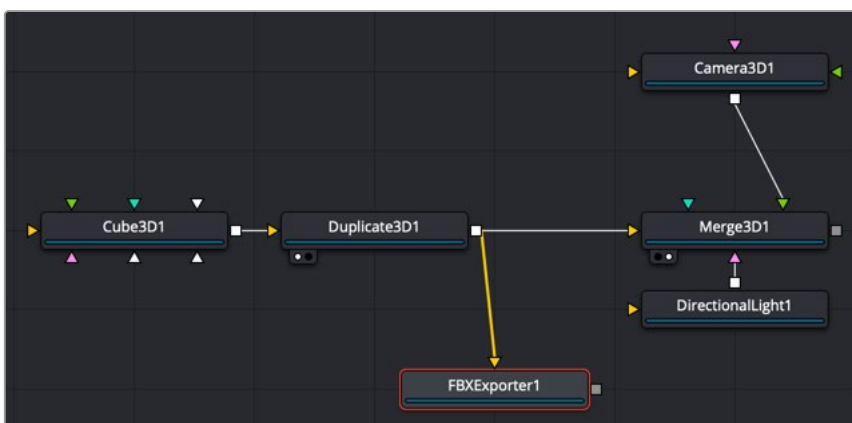 Camera3D1
Cube3D1
Duplicate3D1
Merge3D1
DirectionalLight1
FBXExporter1